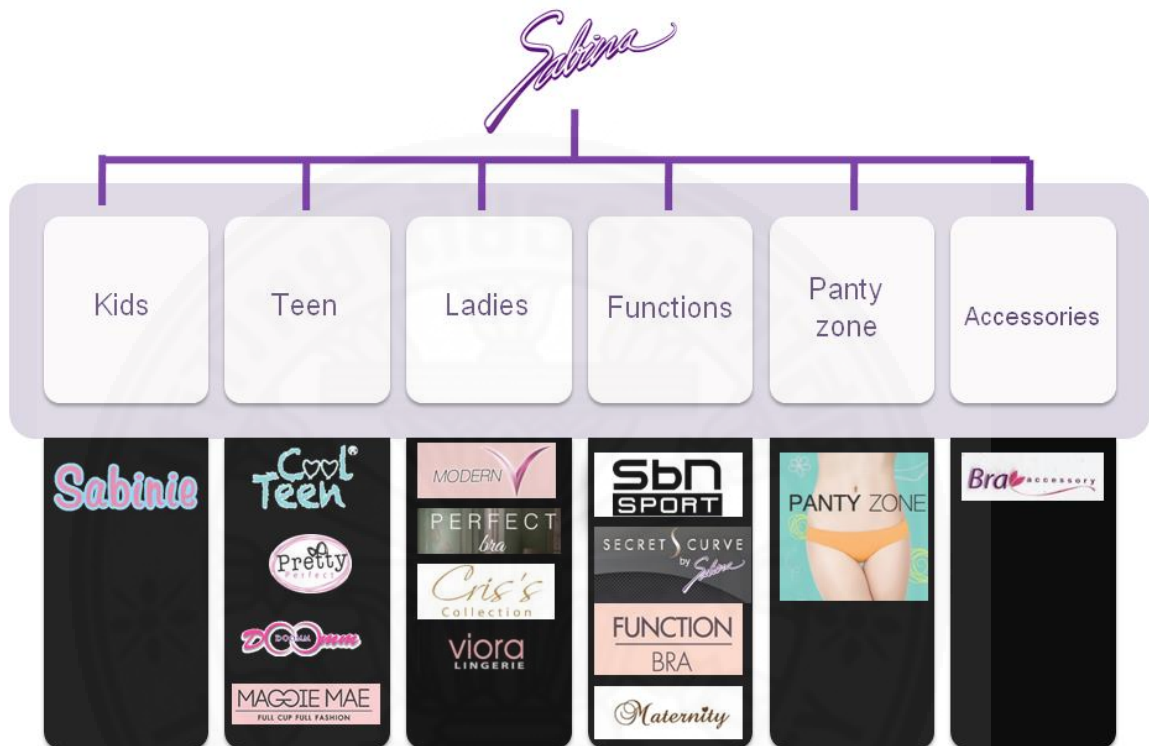 Sabina
Kids
Teen
Ladies
Functions
Panty
zone
Accessories
Sabinie
Cool®
Teen
Pretty
Perfect
DOOMM
DOOmm
MAGGIE MAE
FULL CUP FULL FASHION
MODERN V
PERFECT
bra
Cris's
Collection
viora
LINGERIE
SbN
SPORT
SECRET CURVE
by Sabina
FUNCTION
BRA
Maternity
PANTY ZONE
Bra accessory